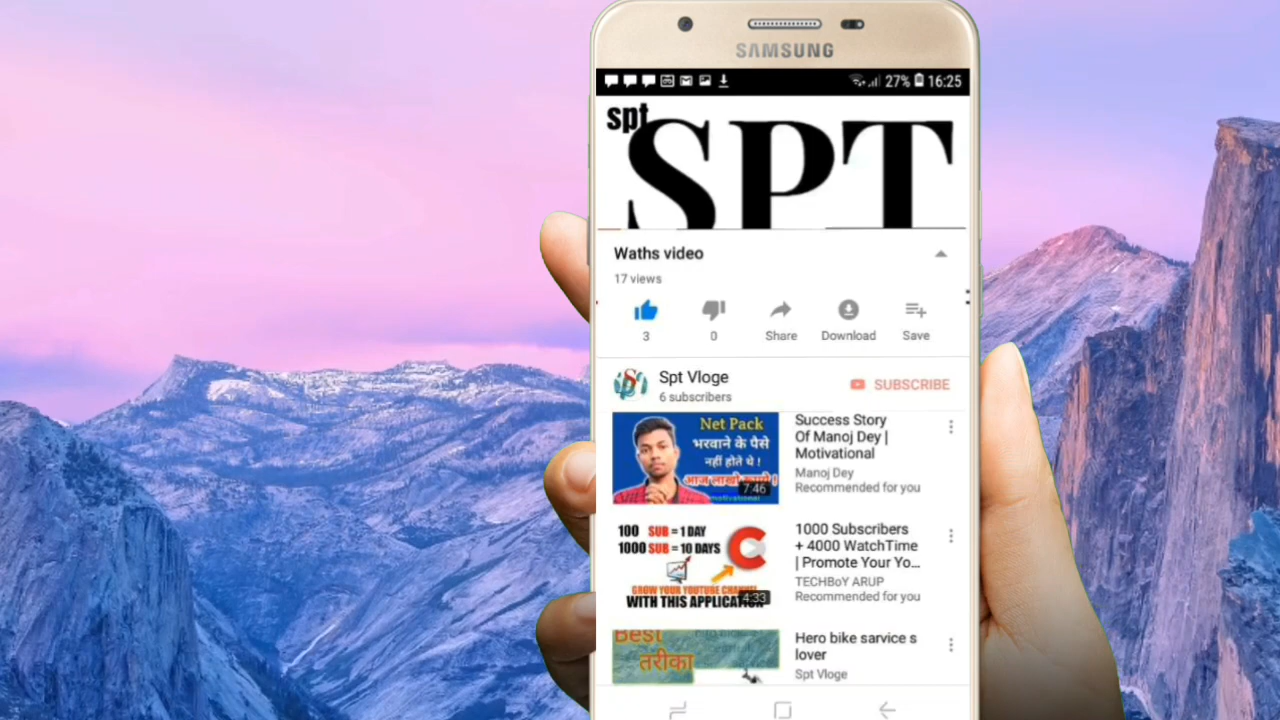 SAMSUNG
27% 16:25
spt
SPT
Waths video
17 views
3
0
Share
Download
Save
Spt Vloge
6 subscribers
SUBSCRIBE
Net Pack
भरवाने के पैसे
नहीं होते थे !
आज लाखों कमाये !
motivational
7:46
Success Story
Of Manoj Dey |
Motivational
Manoj Dey
Recommended for you
100 SUB = 1 DAY
1000 SUB = 10 DAYS
GROW YOUR YOUTUBE CHANNEL
WITH THIS APPLICATION
4:33
1000 Subscribers
+ 4000 WatchTime
| Promote Your Yo...
TECHBoY ARUP
Recommended for you
Best
तरीका
Hero bike sarvice s
lover
Spt Vloge